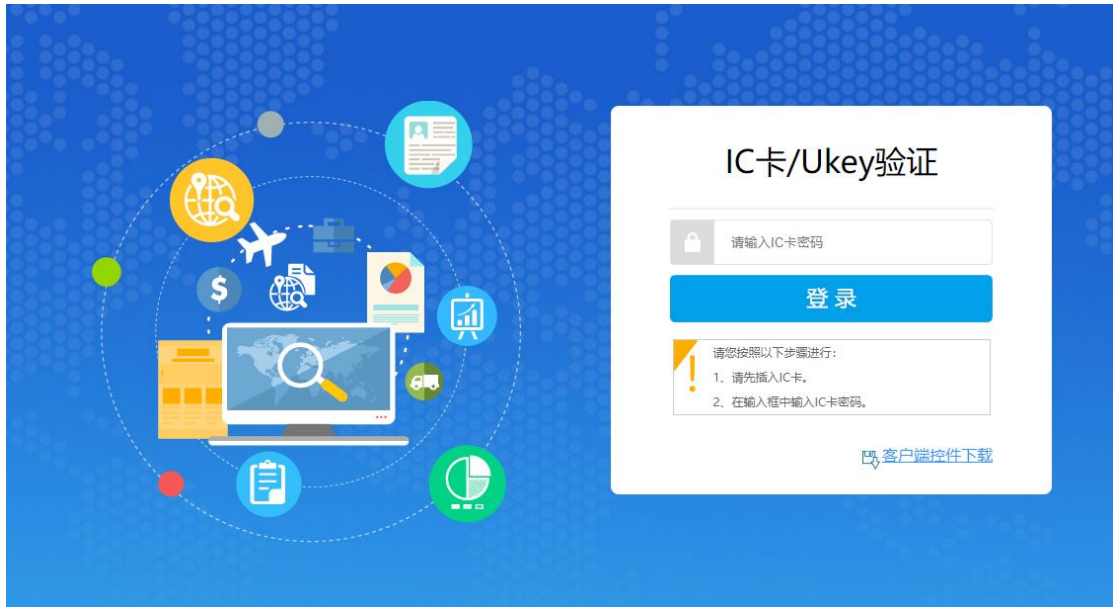 IC卡/Ukey验证
请输入IC卡密码
登 录
请您按照以下步骤进行:
1、请先插入IC卡。
2、在输入框中输入IC卡密码。
客户端控件下载